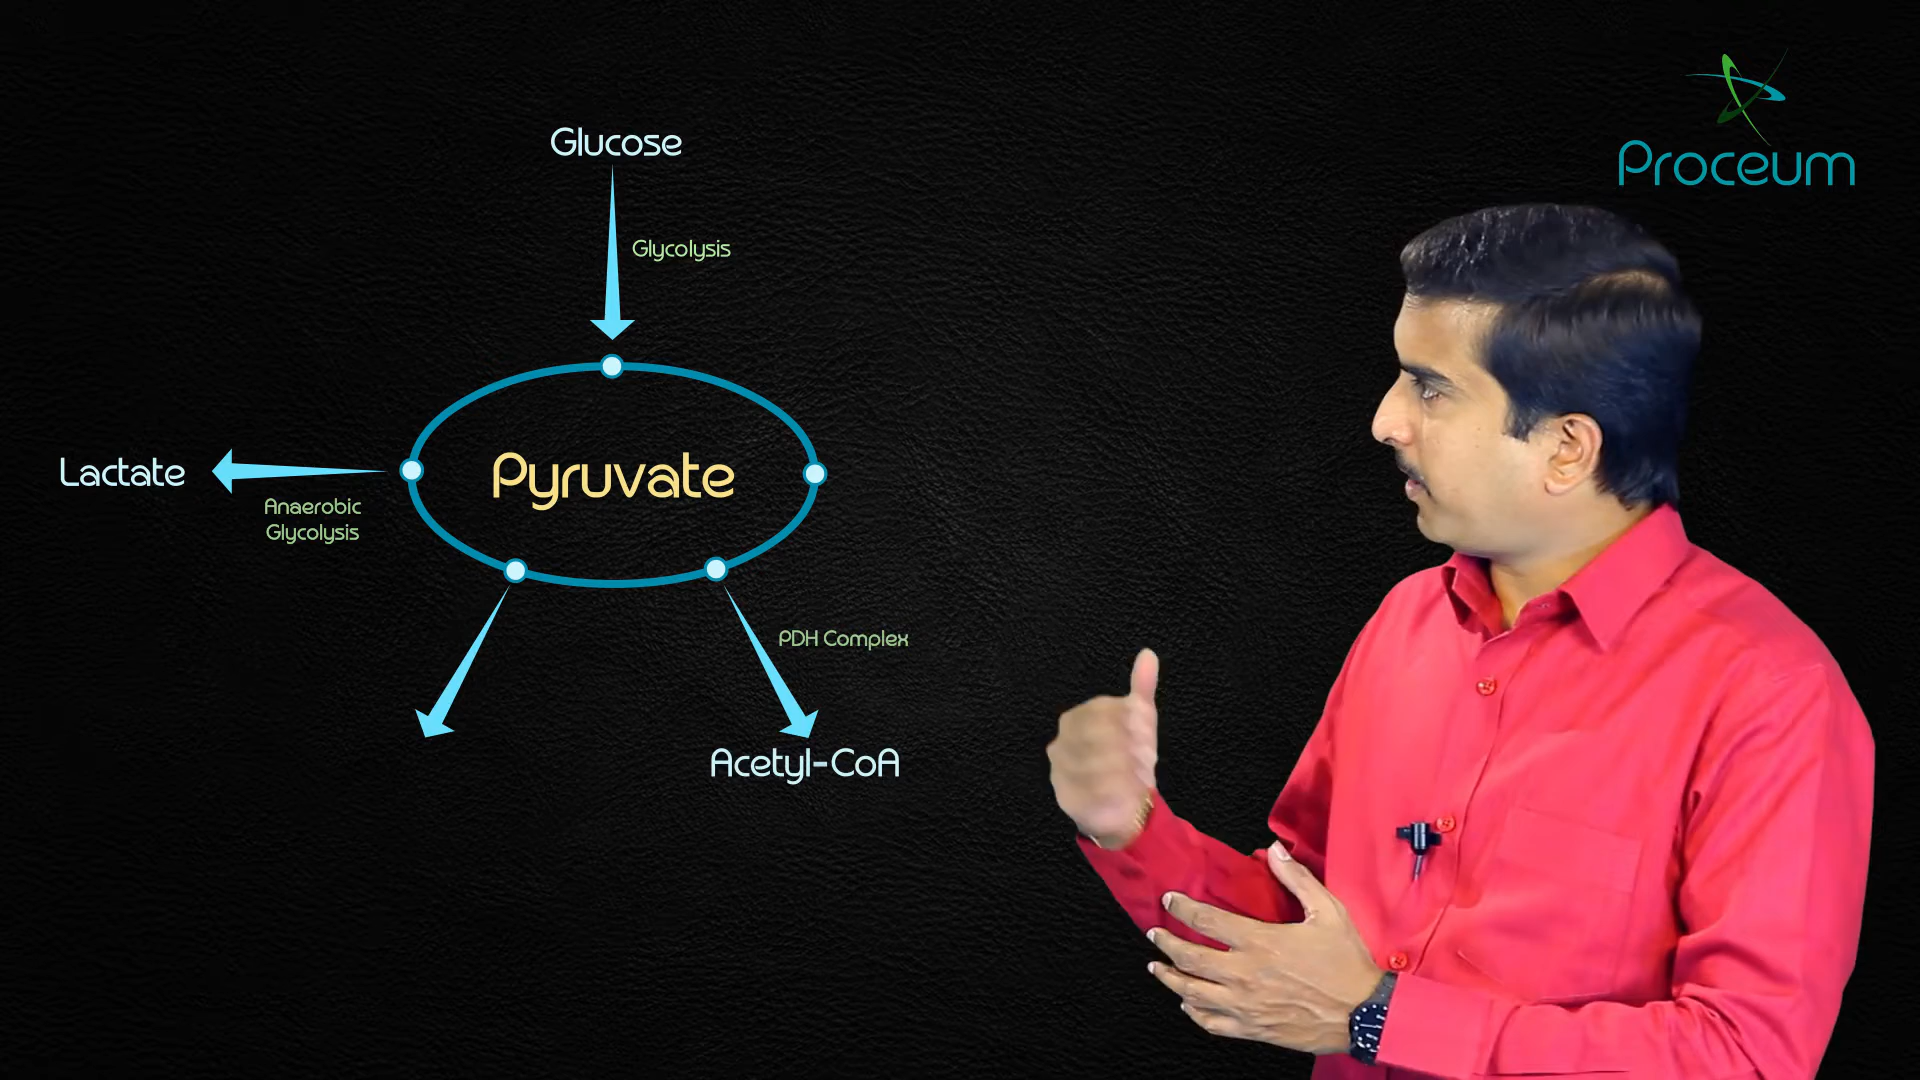 Proceum
Glucose
Glycolysis
Pyruvate
Lactate
Anaerobic
Glycolysis
PDH Complex
Acetyl-CoA